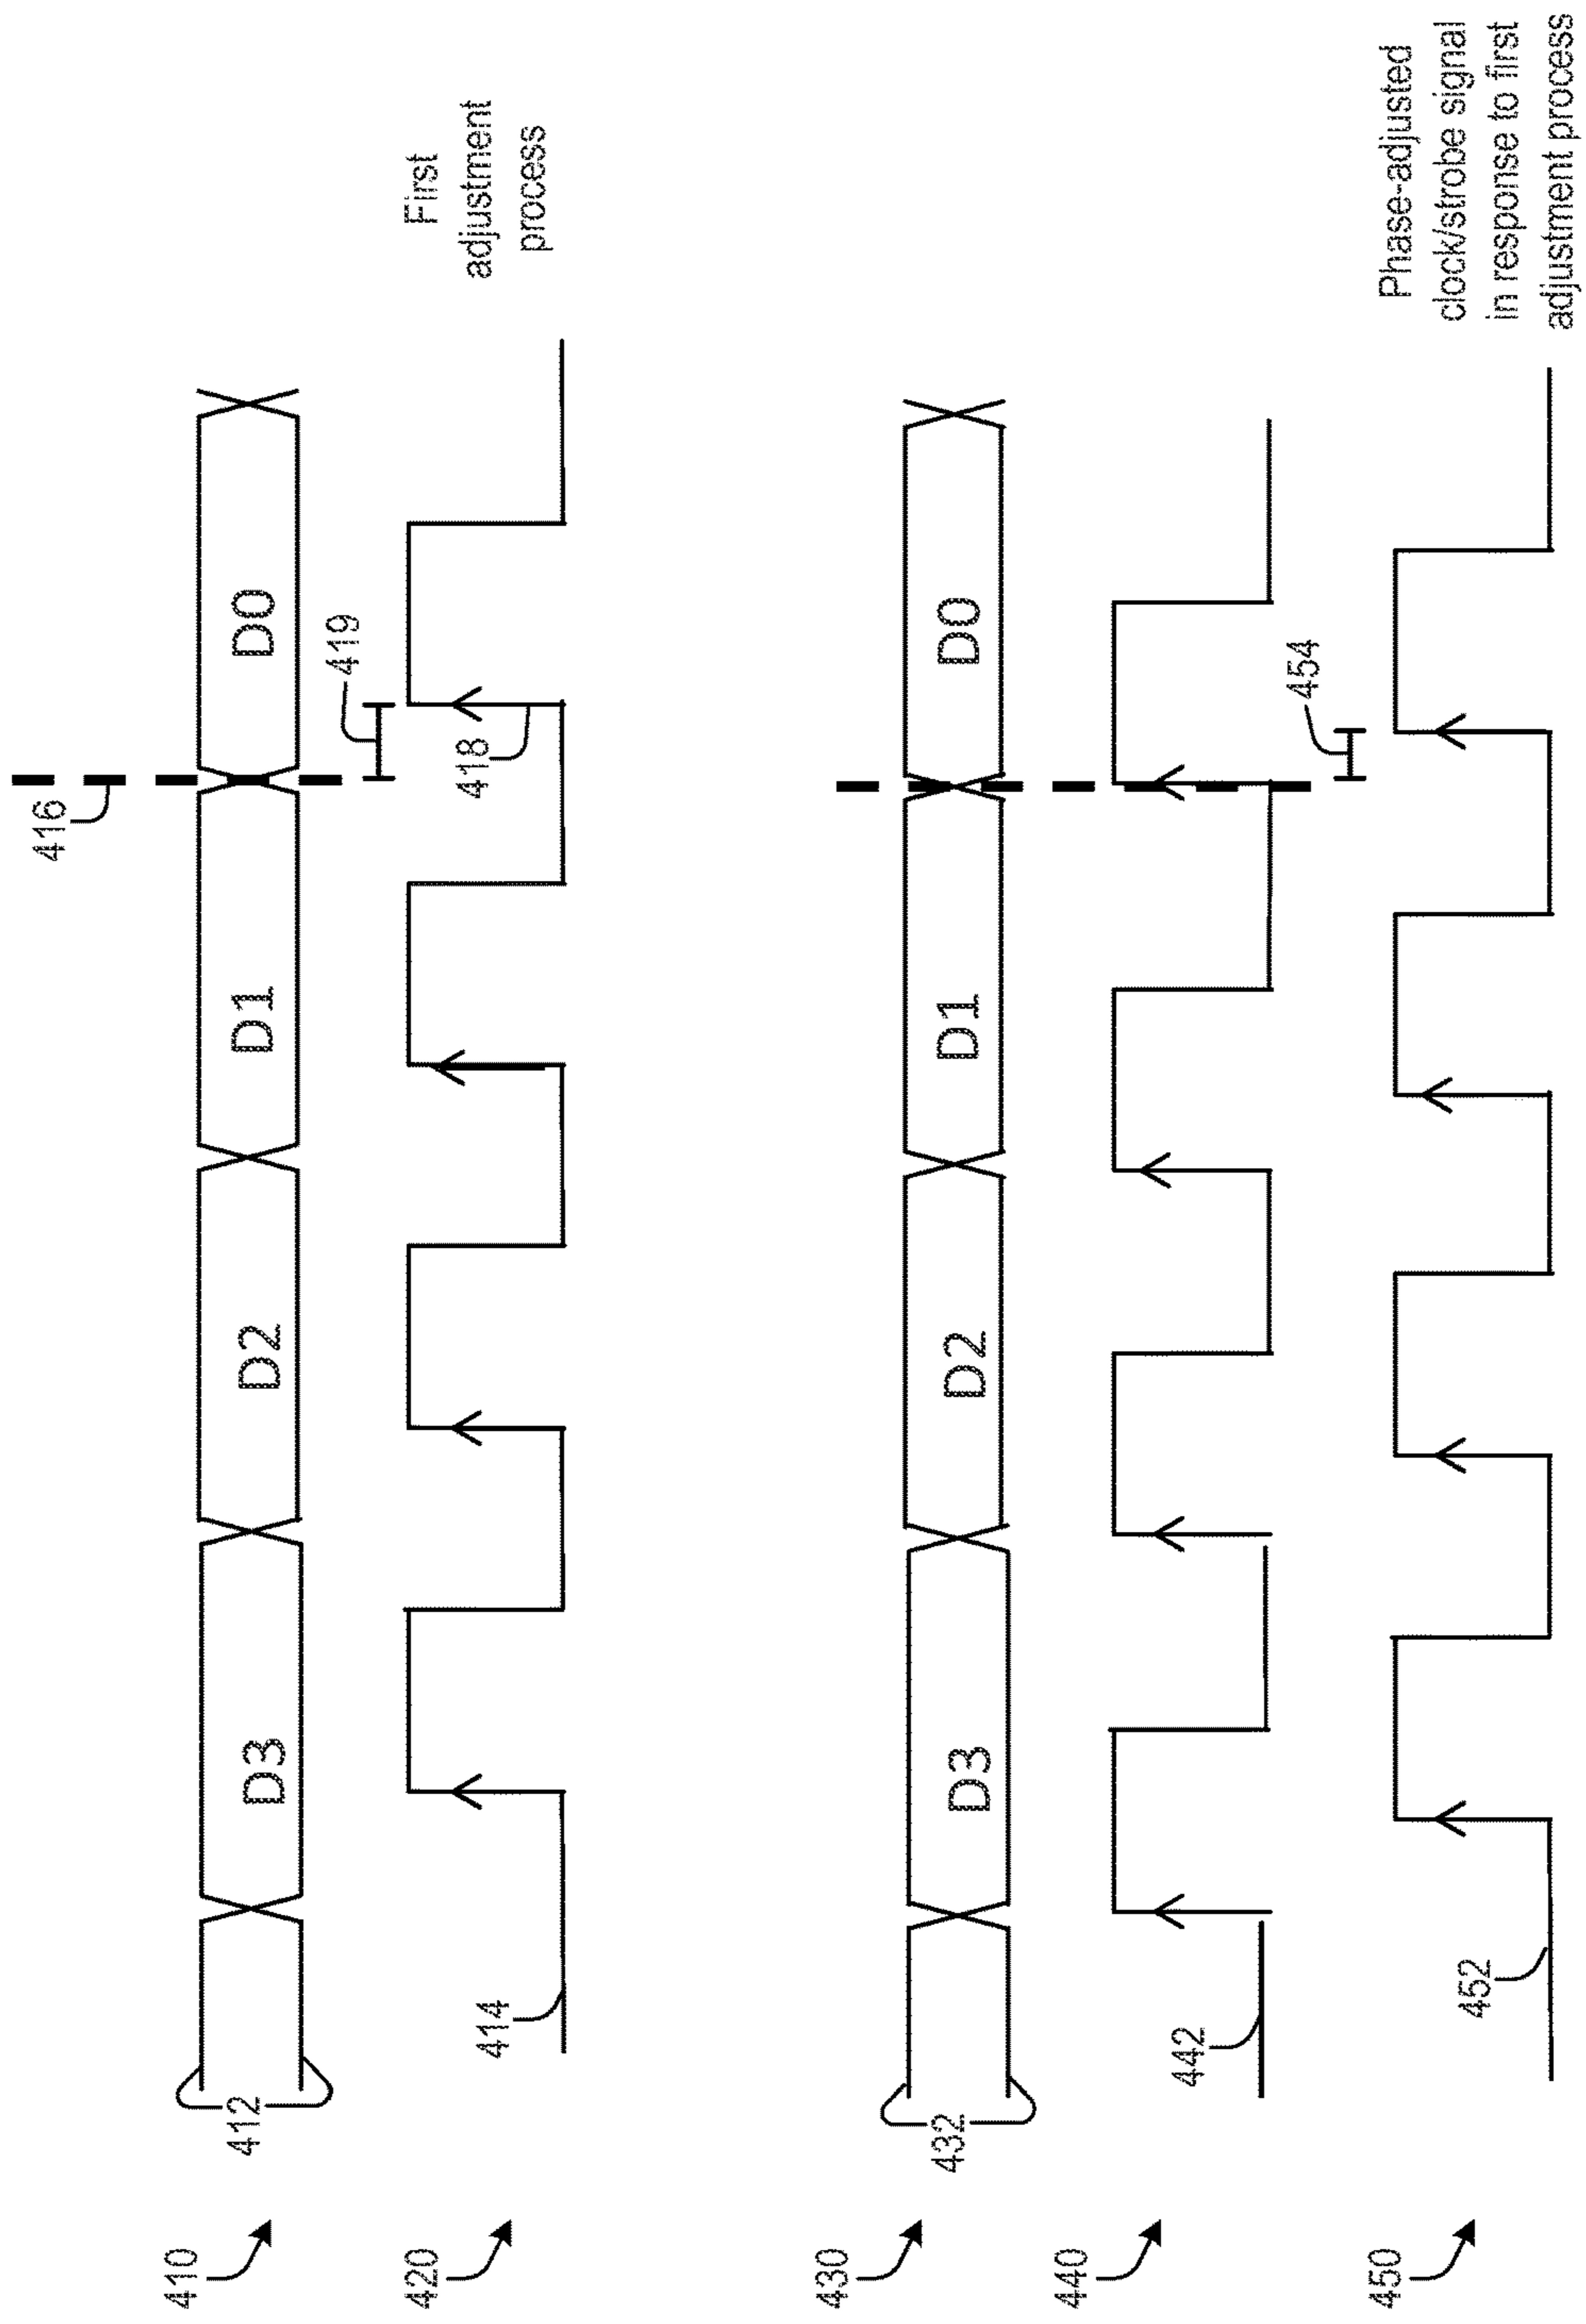 416
410
412
D3
D2
D1
D0
419
420
414
418
First
adjustment
process
430
432
D3
D2
D1
D0
440
442
454
450
452
Phase-adjusted
clock/strobe signal
in response to first
adjustment process